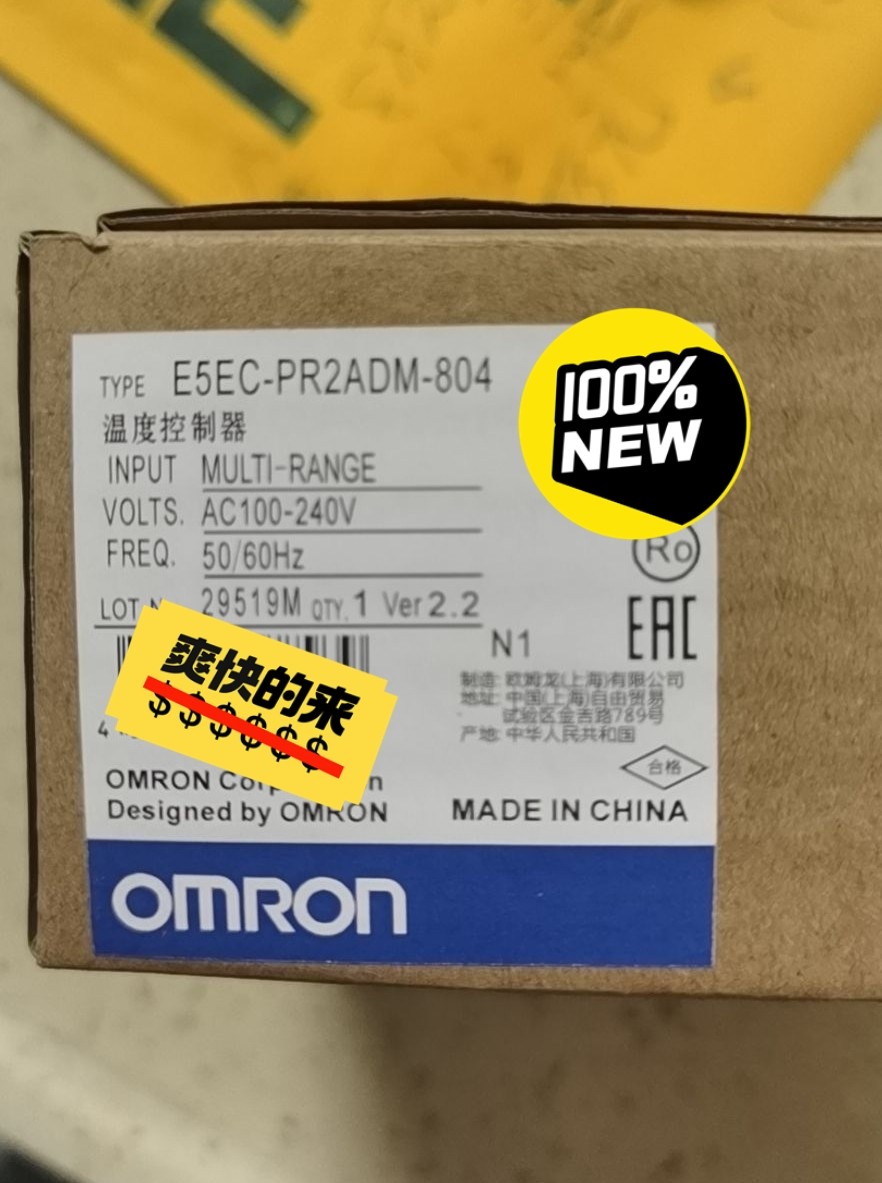 TYPE E5EC-PR2ADM-804
温度控制器
INPUT MULTI-RANGE
VOLTS. AC100-240V
FREQ. 50/60Hz
LOT 29519M QTY. 1 Ver 2.2
100%
NEW
Ro
EAC
N1
爽快的来
$$$$$$
制造: 欧姆龙(上海)有限公司
地址: 中国(上海)自由贸易
试验区金吉路789号
产地: 中华人民共和国
合格
OMRON
Designed by OMRON
MADE IN CHINA
OMRON